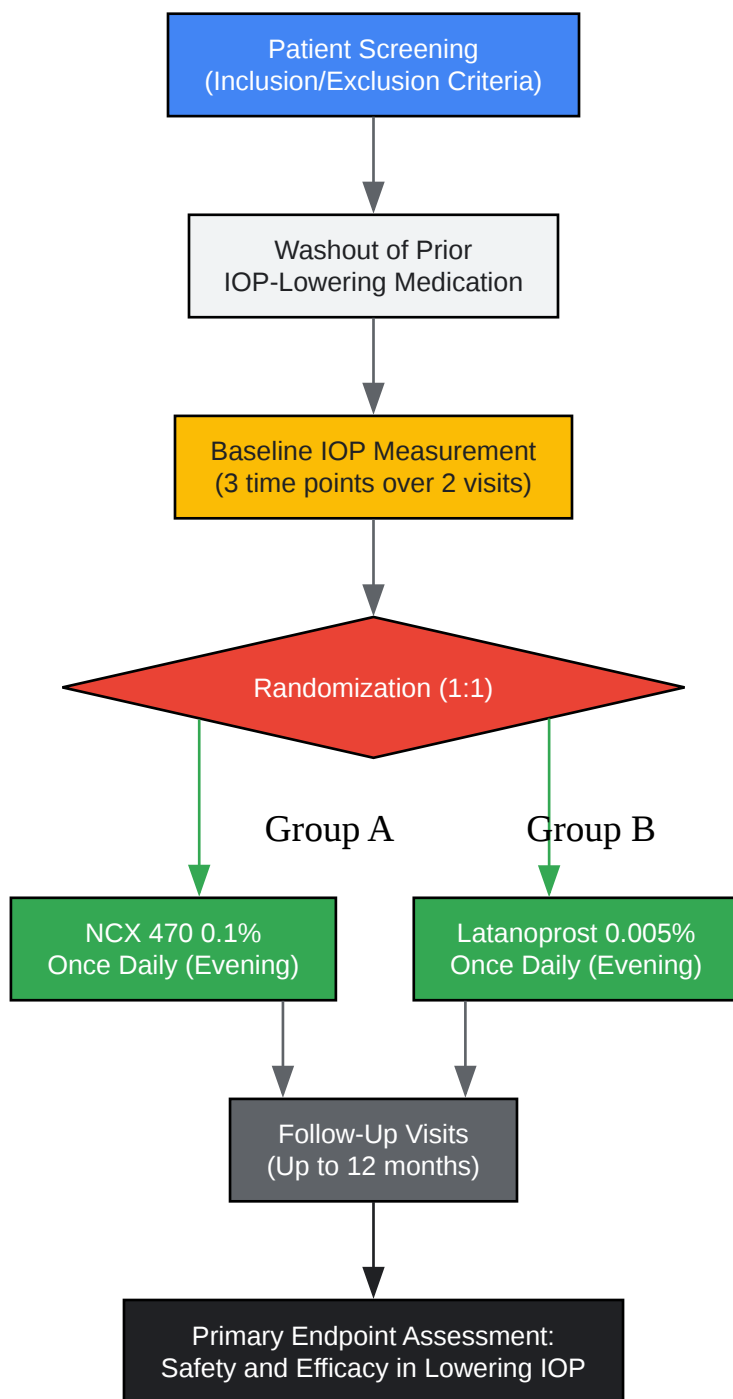 Patient Screening
(Inclusion/Exclusion Criteria)
Washout of Prior
IOP-Lowering Medication
Baseline IOP Measurement
(3 time points over 2 visits)
Randomization (1:1)
Group A
Group B
NCX 470 0.1%
Once Daily (Evening)
Latanoprost 0.005%
Once Daily (Evening)
Follow-Up Visits
(Up to 12 months)
Primary Endpoint Assessment:
Safety and Efficacy in Lowering IOP